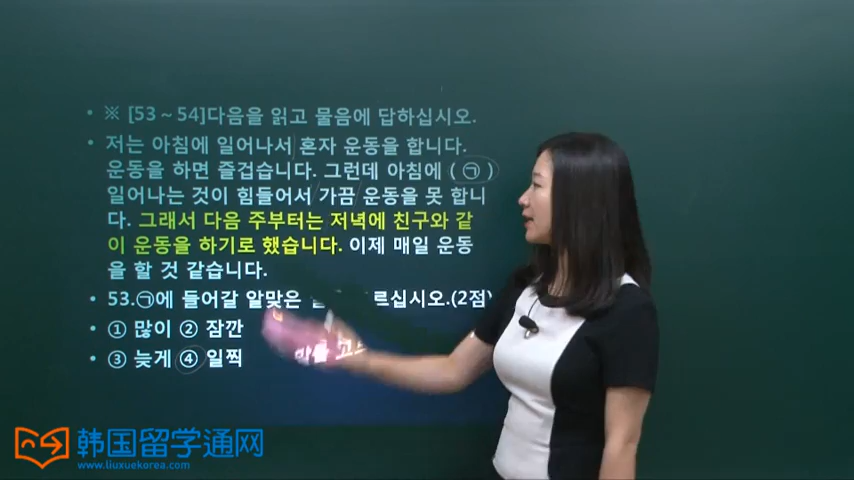 ※ [53～54]다음을 읽고 물음에 답하십시오.
저는 아침에 일어나서 혼자 운동을 합니다.
운동을 하면 즐겁습니다. 그런데 아침에 ( ㉠ )
일어나는 것이 힘들어서 가끔 운동을 못 합니
다. 그래서 다음 주부터는 저녁에 친구와 같
이 운동을 하기로 했습니다. 이제 매일 운동
을 할 것 같습니다.
53.㉠에 들어갈 알맞은 르십시오.(2점)
① 많이 ② 잠깐
③ 늦게 ④ 일찍
韩国留学通网
www.liuxuekorea.com